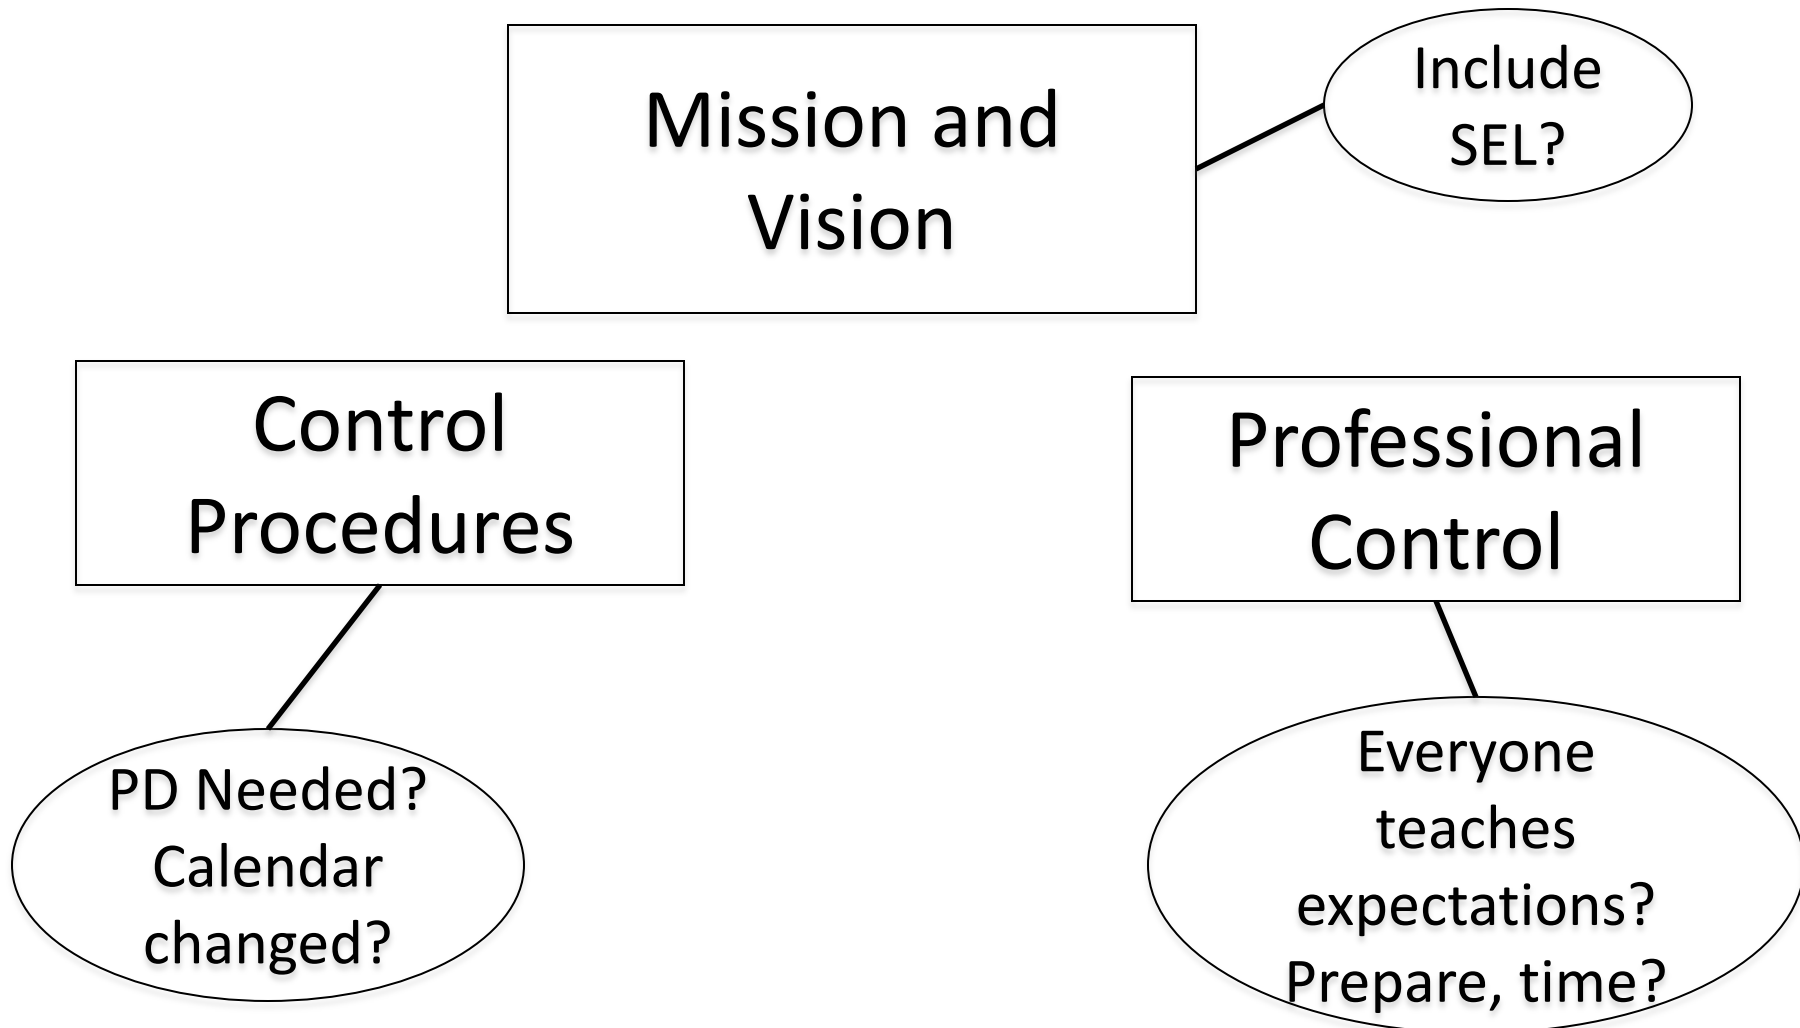 Mission and
Vision
Include
SEL?
Control
Procedures
Professional
Control
PD Needed?
Calendar
changed?
Everyone
teaches
expectations?
Prepare, time?